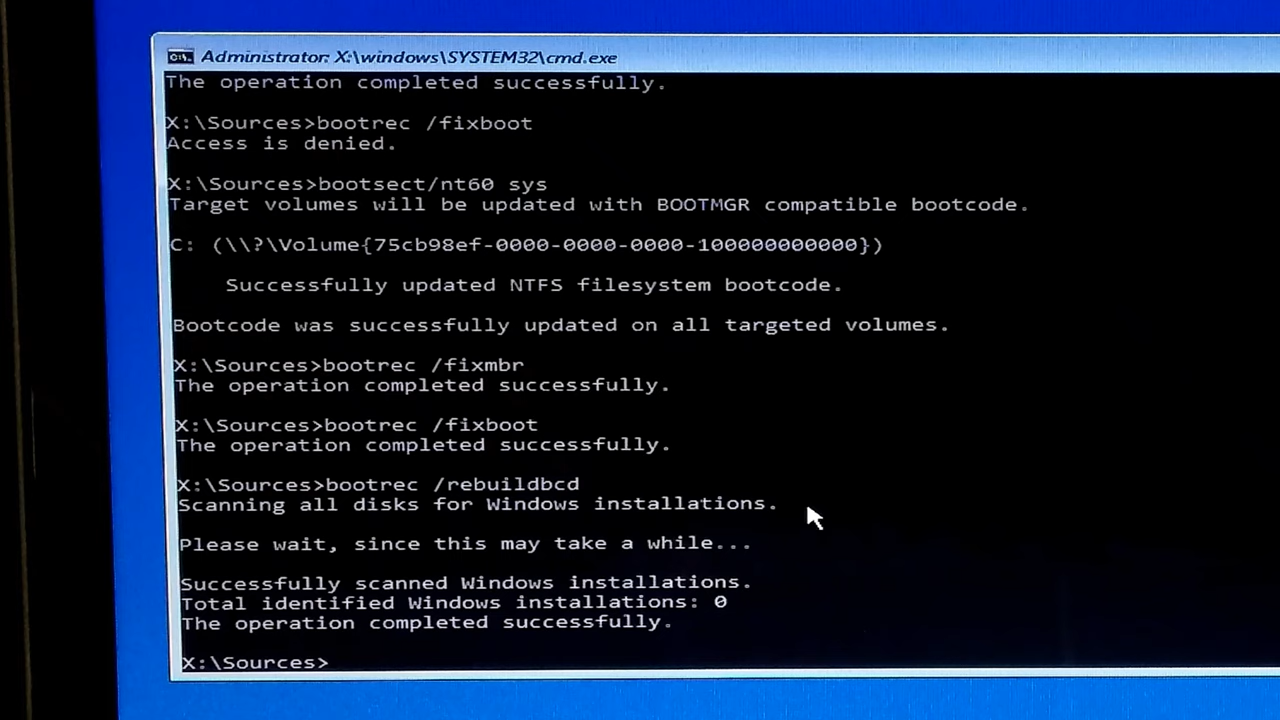 Administrator: X:\windows\SYSTEM32\cmd.exe
The operation completed successfully.
X:\Sources>bootrec /fixboot
Access is denied.
X:\Sources>bootsect/nt60 sys
Target volumes will be updated with BOOTMGR compatible bootcode.
C: (\\?\Volume{75cb98ef-0000-0000-0000-100000000000})
Successfully updated NTFS filesystem bootcode.
Bootcode was successfully updated on all targeted volumes.
X:\Sources>bootrec /fixmbr
The operation completed successfully.
X:\Sources>bootrec /fixboot
The operation completed successfully.
X:\Sources>bootrec /rebuildbcd
Scanning all disks for Windows installations.
Please wait, since this may take a while...
Successfully scanned Windows installations.
Total identified Windows installations: 0
The operation completed successfully.
X:\Sources>